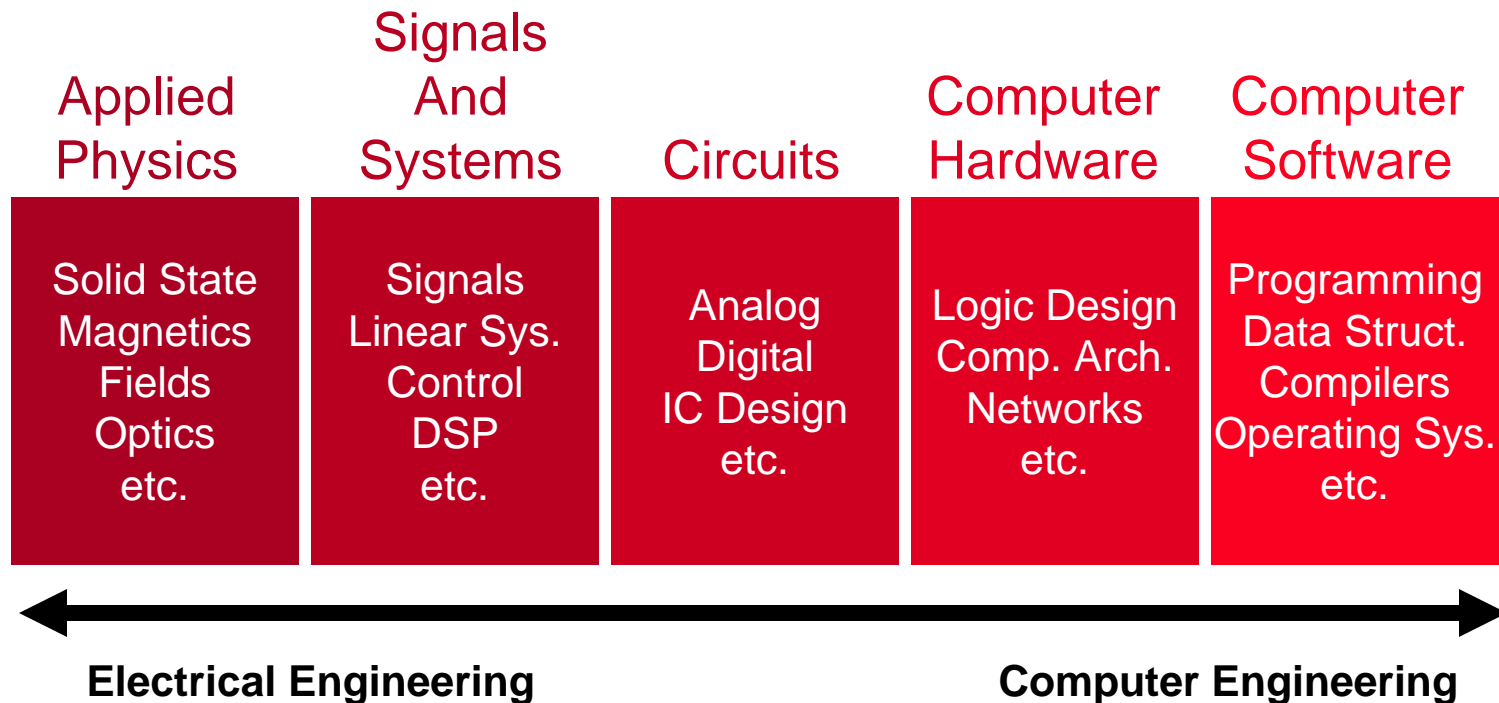 Applied
Physics
Signals
And
Systems
Circuits
Computer
Hardware
Computer
Software
Solid State
Magnetics
Fields
Optics
etc.
Signals
Linear Sys.
Control
DSP
etc.
Analog
Digital
IC Design
etc.
Logic Design
Comp. Arch.
Networks
etc.
Programming
Data Struct.
Compilers
Operating Sys.
etc.
Electrical Engineering
Computer Engineering